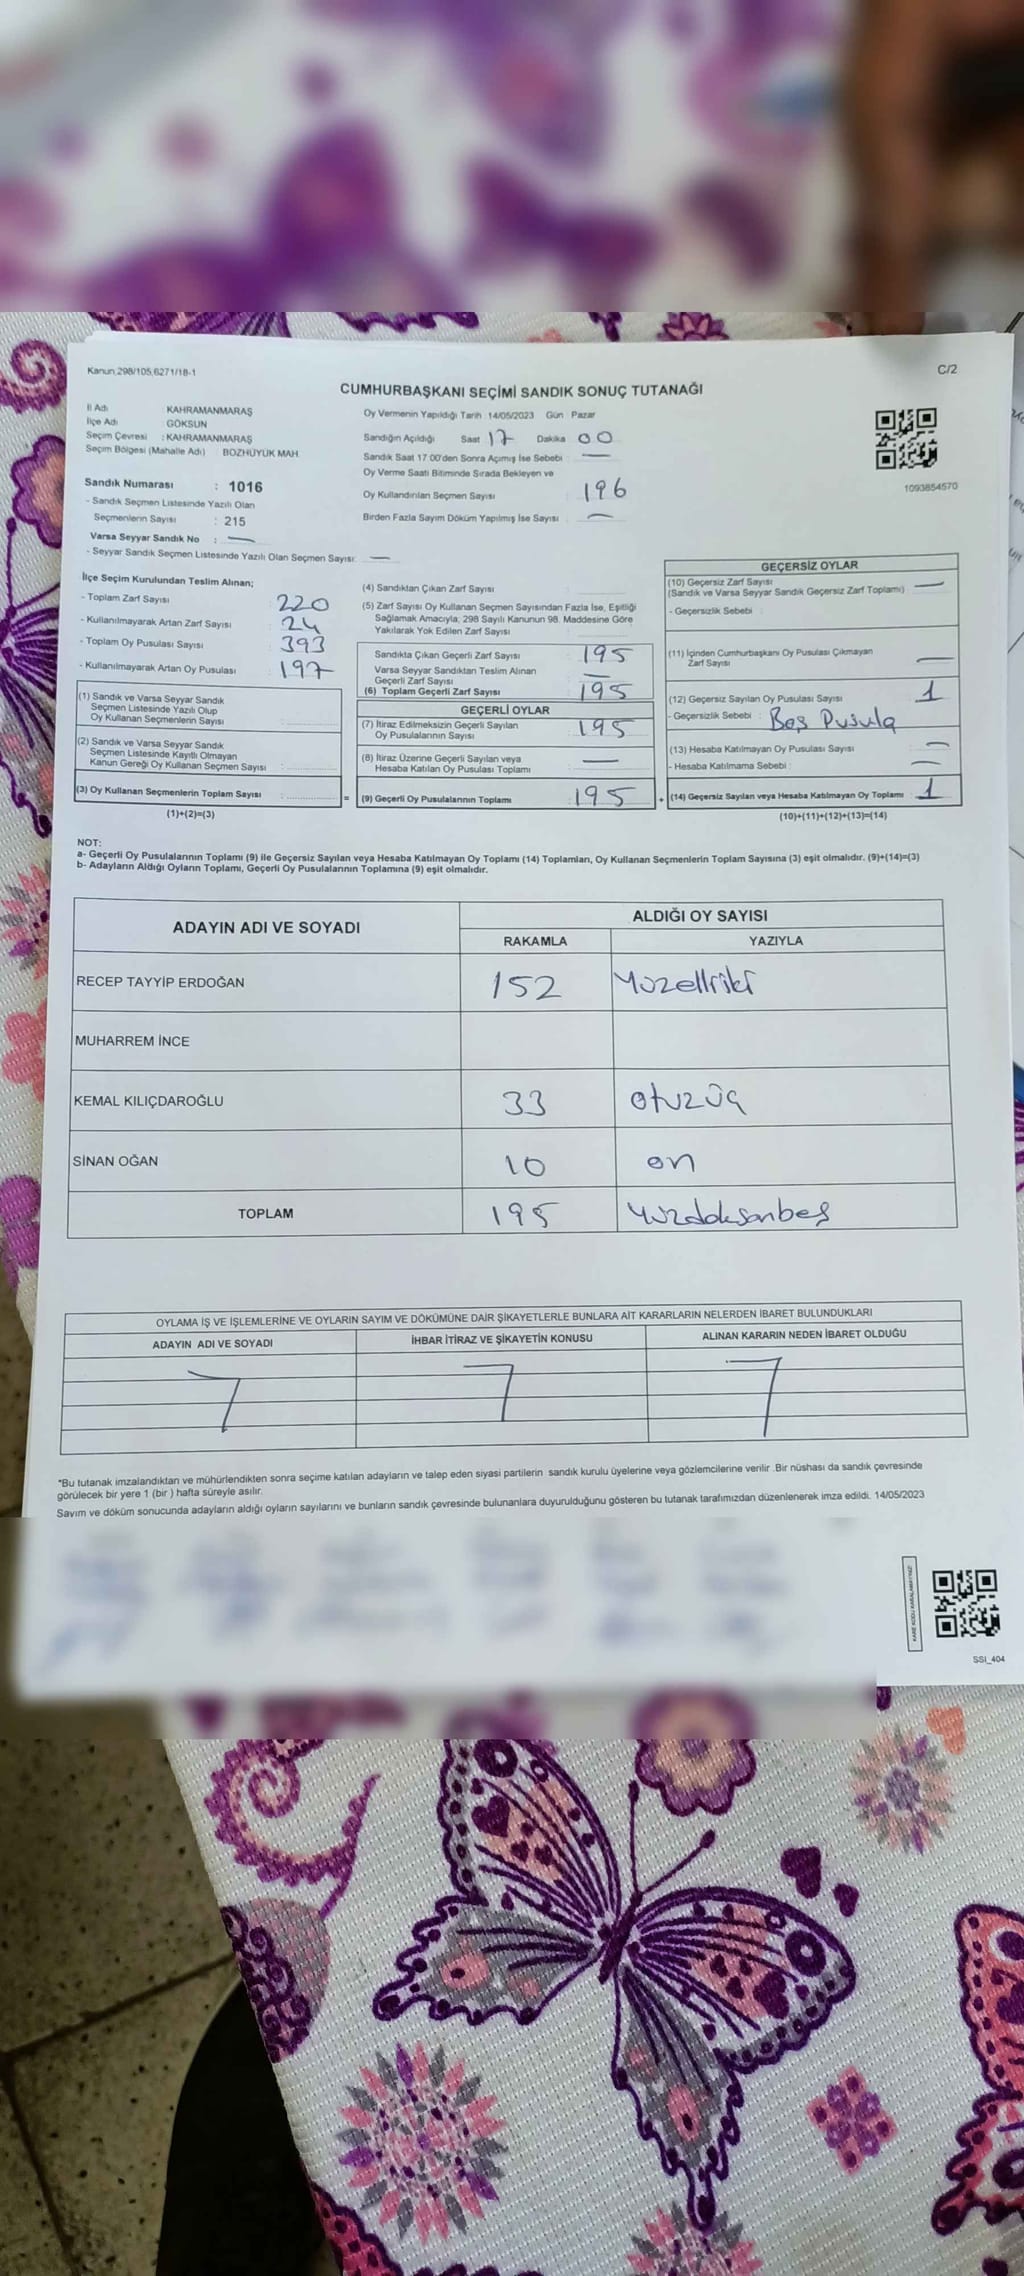 Kanun 298/105,6271/18-1
C/2
CUMHURBAŞKANI SEÇİMİ SANDIK SONUÇ TUTANAĞI
İl Adı KAHRAMANMARAŞ
İlçe Adı GÖKSUN
Seçim Çevresi : KAHRAMANMARAŞ
Seçim Bölgesi (Mahalle Adı) BOZHÜYÜK MAH.
Sandık Numarası : 1016
- Sandık Seçmen Listesinde Yazılı Olan
Seçmenlerin Sayısı : 215
Varsa Seyyar Sandık No : —
- Seyyar Sandık Seçmen Listesinde Yazılı Olan Seçmen Sayısı: —
Oy Vermenin Yapıldığı Tarih 14/05/2023 Gün Pazar
Sandığın Açıldığı Saat 17 Dakika 00
Sandık Saat 17:00'den Sonra Açımış İse Sebebi : —
Oy Verme Saati Bitiminde Sırada Bekleyen ve
Oy Kullandırılan Seçmen Sayısı : 196
Birden Fazla Sayım Döküm Yapılmış İse Sayısı : —
1093854570
İlçe Seçim Kurulundan Teslim Alınan;
- Toplam Zarf Sayısı : 220
- Kullanılmayarak Artan Zarf Sayısı : 24
- Toplam Oy Pusulası Sayısı : 393
- Kullanılmayarak Artan Oy Pusulası : 197
(1) Sandık ve Varsa Seyyar Sandık
Seçmen Listesinde Yazılı Olup
Oy Kullanan Seçmenlerin Sayısı :
(2) Sandık ve Varsa Seyyar Sandık
Seçmen Listesinde Kayıtlı Olmayan
Kanun Gereği Oy Kullanan Seçmen Sayısı :
(3) Oy Kullanan Seçmenlerin Toplam Sayısı :
(1)+(2)=(3)
(4) Sandıktan Çıkan Zarf Sayısı :
(5) Zarf Sayısı Oy Kullanan Seçmen Sayısından Fazla İse, Eşitliği
Sağlamak Amacıyla; 298 Sayılı Kanunun 98. Maddesine Göre
Yakılarak Yok Edilen Zarf Sayısı :
Sandıkta Çıkan Geçerli Zarf Sayısı : 195
Varsa Seyyar Sandıktan Teslim Alınan
Geçerli Zarf Sayısı : —
(6) Toplam Geçerli Zarf Sayısı : 195
GEÇERLİ OYLAR
(7) İtiraz Edilmeksizin Geçerli Sayılan
Oy Pusulalarının Sayısı : 195
(8) İtiraz Üzerine Geçerli Sayılan veya
Hesaba Katılan Oy Pusulası Toplamı : —
= (9) Geçerli Oy Pusulalarının Toplamı : 195 +
GEÇERSİZ OYLAR
(10) Geçersiz Zarf Sayısı : —
(Sandık ve Varsa Seyyar Sandık Geçersiz Zarf Toplamı)
- Geçersizlik Sebebi :
(11) İçinden Cumhurbaşkanı Oy Pusulası Çıkmayan
Zarf Sayısı : —
(12) Geçersiz Sayılan Oy Pusulası Sayısı : 1
- Geçersizlik Sebebi : Boş Pusula
(13) Hesaba Katılmayan Oy Pusulası Sayısı : —
- Hesaba Katılmama Sebebi : —
(14) Geçersiz Sayılan veya Hesaba Katılmayan Oy Toplamı : 1
(10)+(11)+(12)+(13)=(14)
NOT:
a- Geçerli Oy Pusulalarının Toplamı (9) ile Geçersiz Sayılan veya Hesaba Katılmayan Oy Toplamı (14) Toplamları, Oy Kullanan Seçmenlerin Toplam Sayısına (3) eşit olmalıdır. (9)+(14)=(3)
b- Adayların Aldığı Oyların Toplamı, Geçerli Oy Pusulalarının Toplamına (9) eşit olmalıdır.
ADAYIN ADI VE SOYADI ALDIĞI OY SAYISI
RAKAMLA YAZIYLA
RECEP TAYYİP ERDOĞAN 152 Yüzelliiki
MUHARREM İNCE
KEMAL KILIÇDAROĞLU 33 otuzüç
SİNAN OĞAN 10 on
TOPLAM 195 Yüzdoksanbeş
OYLAMA İŞ VE İŞLEMLERİNE VE OYLARIN SAYIM VE DÖKÜMÜNE DAİR ŞİKAYETLERLE BUNLARA AİT KARARLARIN NELERDEN İBARET BULUNDUKLARI
ADAYIN ADI VE SOYADI İHBAR İTİRAZ VE ŞİKAYETİN KONUSU ALINAN KARARIN NEDEN İBARET OLDUĞU
*Bu tutanak imzalandıktan ve mühürlendikten sonra seçime katılan adayların ve talep eden siyasi partilerin sandık kurulu üyelerine veya gözlemcilerine verilir .Bir nüshası da sandık çevresinde
görülecek bir yere 1 (bir ) hafta süreyle asılır.
Sayım ve döküm sonucunda adayların aldığı oyların sayılarını ve bunların sandık çevresinde bulunanlara duyurulduğunu gösteren bu tutanak tarafımızdan düzenlenerek imza edildi. 14/05/2023
KARE KODU KARALAMAYINIZ!
SSI_404